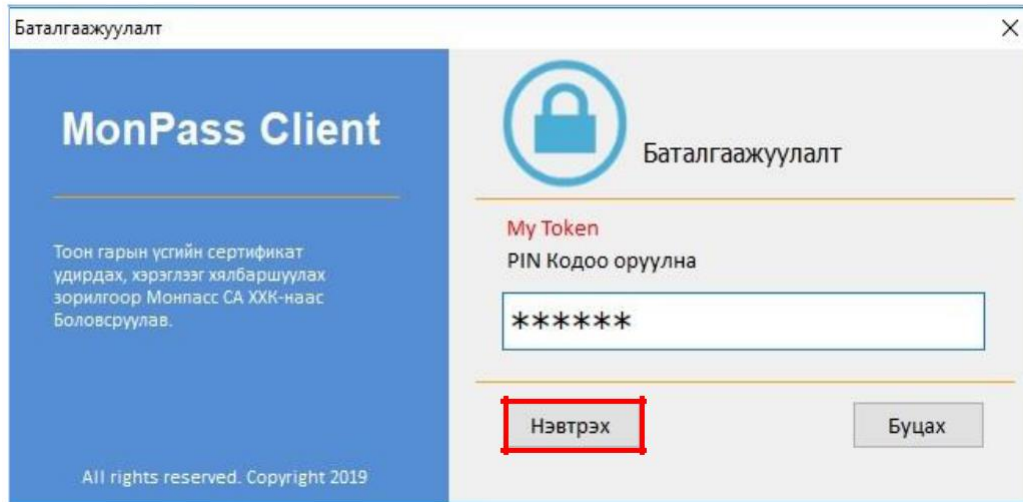 Баталгаажуулалт
MonPass Client
Тоон гарын үсгийн сертификат
удирдах, хэрэглээг хялбаршуулах
зорилгоор Монпасс СА ХХК-наас
Боловсруулав.
All rights reserved. Copyright 2019
Баталгаажуулалт
My Token
PIN Кодоо оруулна
******
Нэвтрэх
Буцах